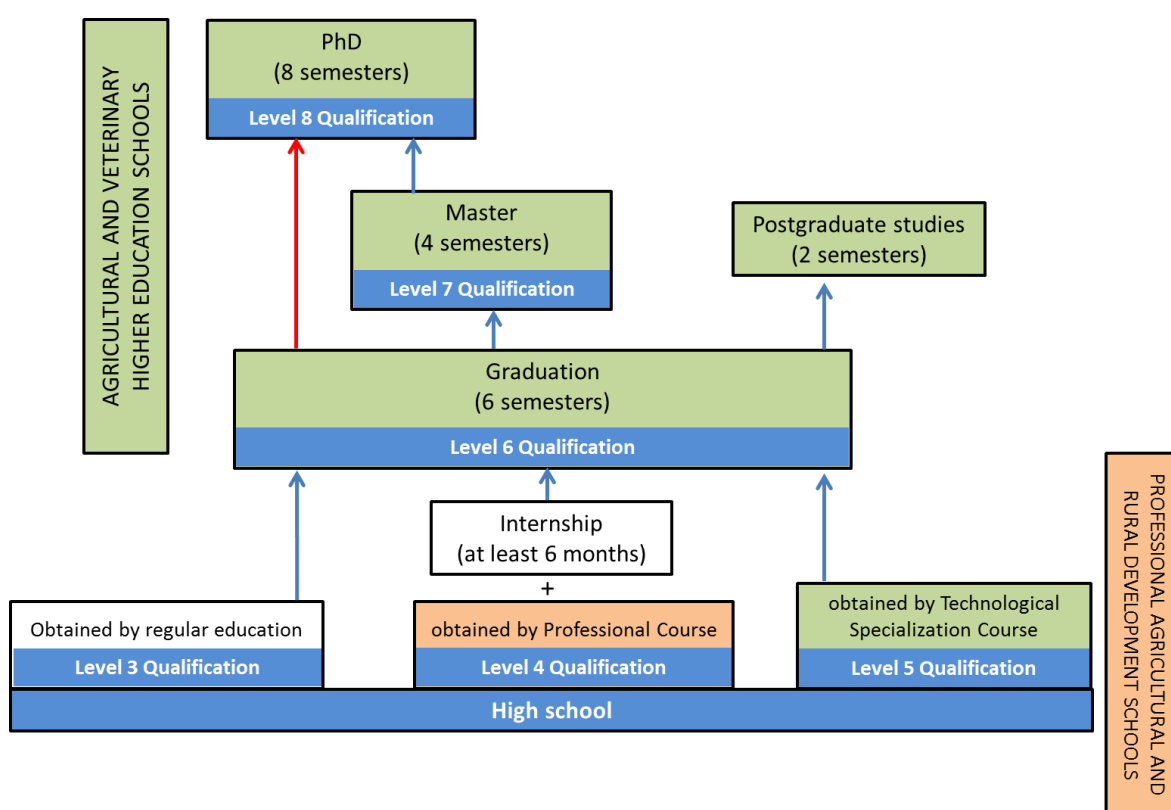 AGRICULTURAL AND VETERINARY
HIGHER EDUCATION SCHOOLS
PhD
(8 semesters)
Level 8 Qualification
Master
(4 semesters)
Level 7 Qualification
Postgraduate studies
(2 semesters)
Graduation
(6 semesters)
Level 6 Qualification
Internship
(at least 6 months)
+
Obtained by regular education
Level 3 Qualification
obtained by Professional Course
Level 4 Qualification
obtained by Technological
Specialization Course
Level 5 Qualification
High school
PROFESSIONAL AGRICULTURAL AND
RURAL DEVELOPMENT SCHOOLS